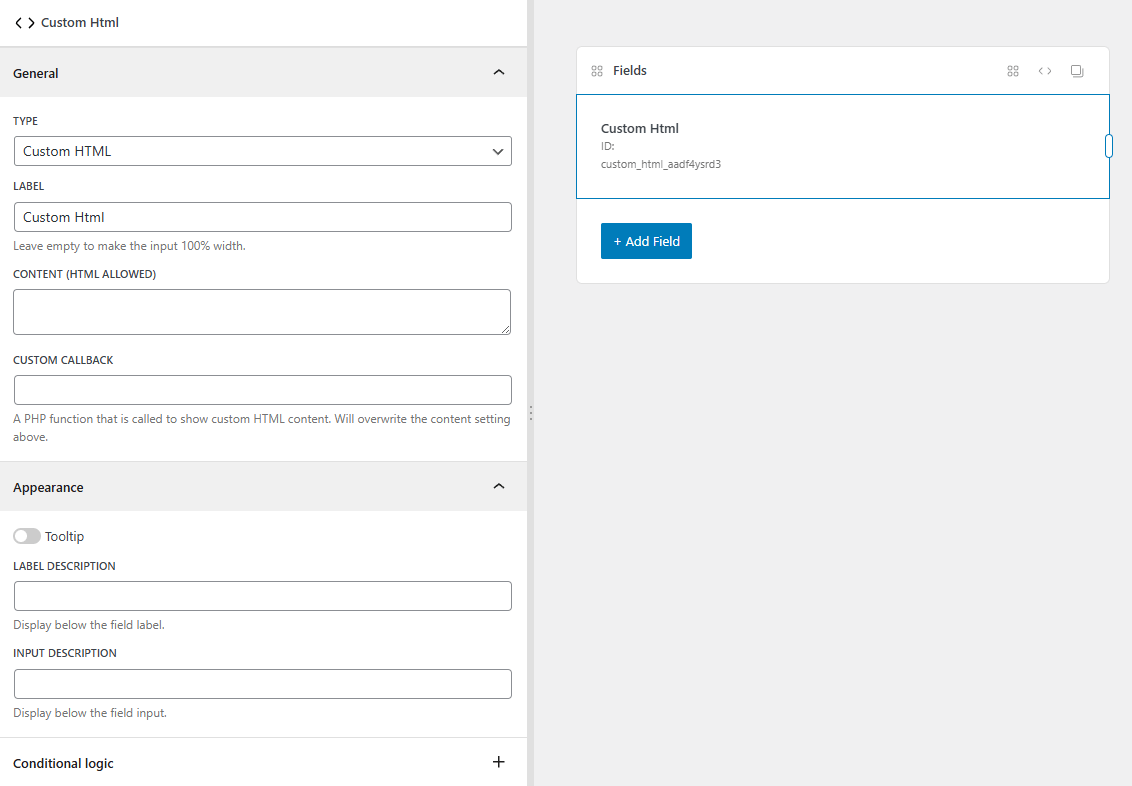 Custom Html
General
TYPE
Custom HTML
LABEL
Custom Html
Leave empty to make the input 100% width.
CONTENT (HTML ALLOWED)
CUSTOM CALLBACK
A PHP function that is called to show custom HTML content. Will overwrite the content setting
above.
Appearance
Tooltip
LABEL DESCRIPTION
Display below the field label.
INPUT DESCRIPTION
Display below the field input.
Conditional logic
Fields
Custom Html
ID:
custom_html_aadf4ysrd3
+ Add Field